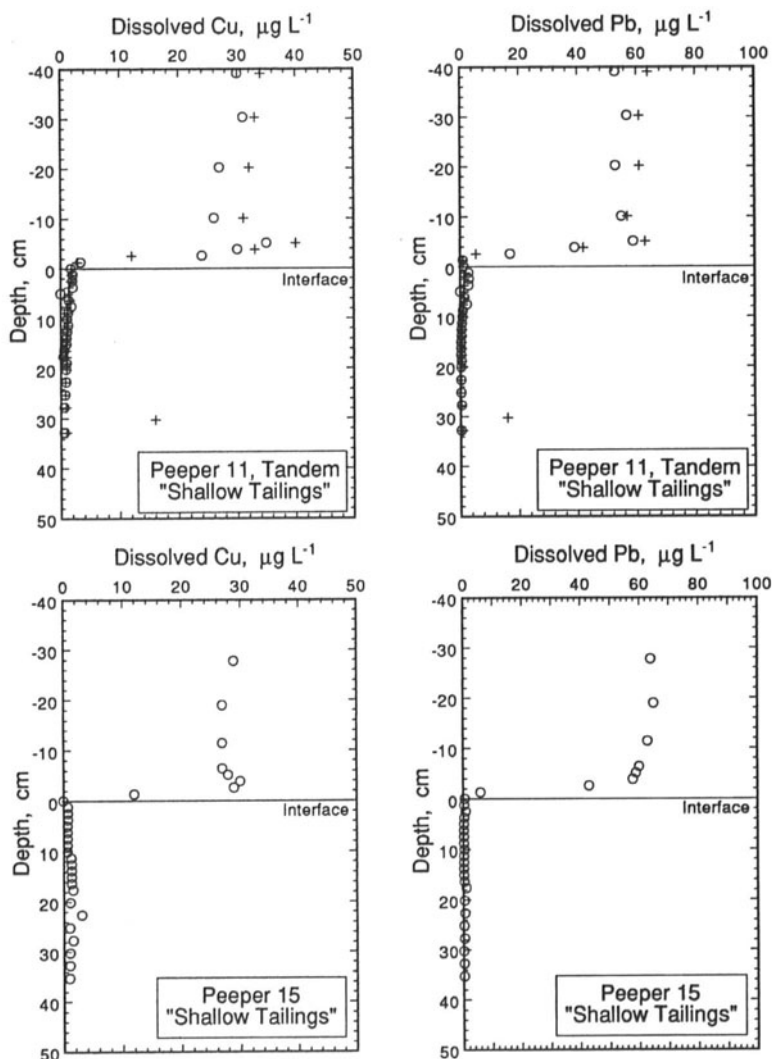 Dissolved Cu, µg L-1
0 10 20 30 40 50
-40
-30
-20
-10
0
10
20
30
40
50
Depth, cm
Interface
Peeper 11, Tandem
"Shallow Tailings"
Dissolved Pb, µg L-1
0 20 40 60 80 100
-40
-30
-20
-10
0
10
20
30
40
50
Depth, cm
Interface
Peeper 11, Tandem
"Shallow Tailings"
Dissolved Cu, µg L-1
0 10 20 30 40 50
-40
-30
-20
-10
0
10
20
30
40
50
Depth, cm
Interface
Peeper 15
"Shallow Tailings"
Dissolved Pb, µg L-1
0 20 40 60 80 100
-40
-30
-20
-10
0
10
20
30
40
50
Depth, cm
Interface
Peeper 15
"Shallow Tailings"